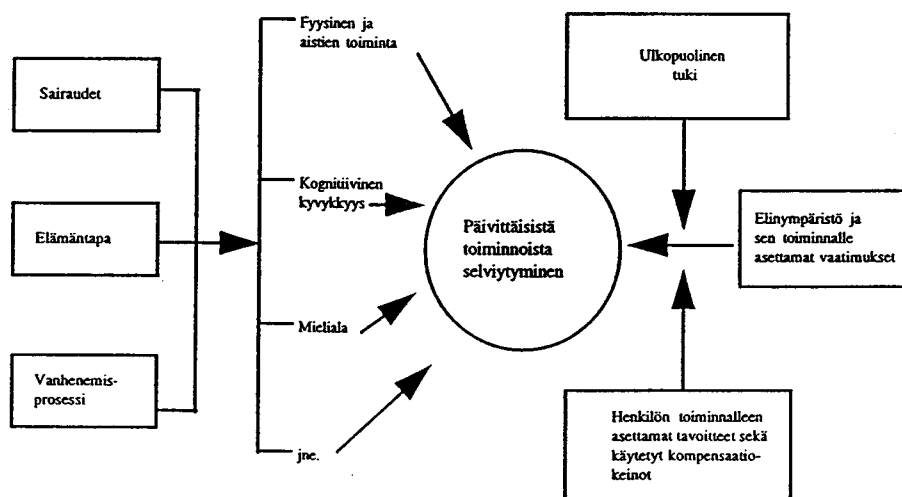 Sairaudet
Elämäntapa
Vanhenemis-
prosessi
Fyysinen ja
aistien toiminta
Kognitiivinen
kyvykkyys
Mieliala
jne.
Päivittäisistä
toiminnoista
selviytyminen
Ulkopuolinen
tuki
Elinympäristö ja
sen toiminnalle
asettamat vaatimukset
Henkilön toiminnalleen
asettamat tavoitteet sekä
käytetyt kompensaatio-
keinot